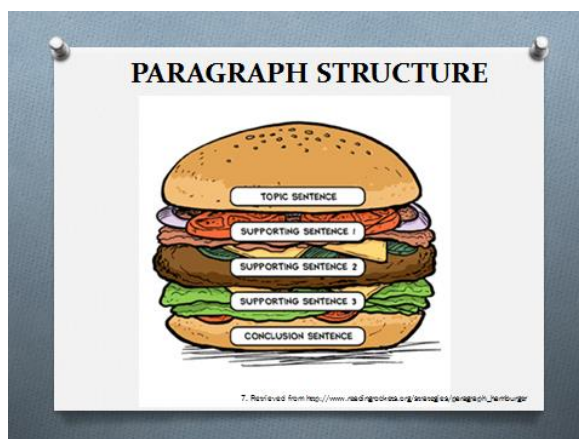 PARAGRAPH STRUCTURE
TOPIC SENTENCE
SUPPORTING SENTENCE 1
SUPPORTING SENTENCE 2
SUPPORTING SENTENCE 3
CONCLUSION SENTENCE
7. Retrieved from http://www.readingrockets.org/strategies/paragraph_hamburger